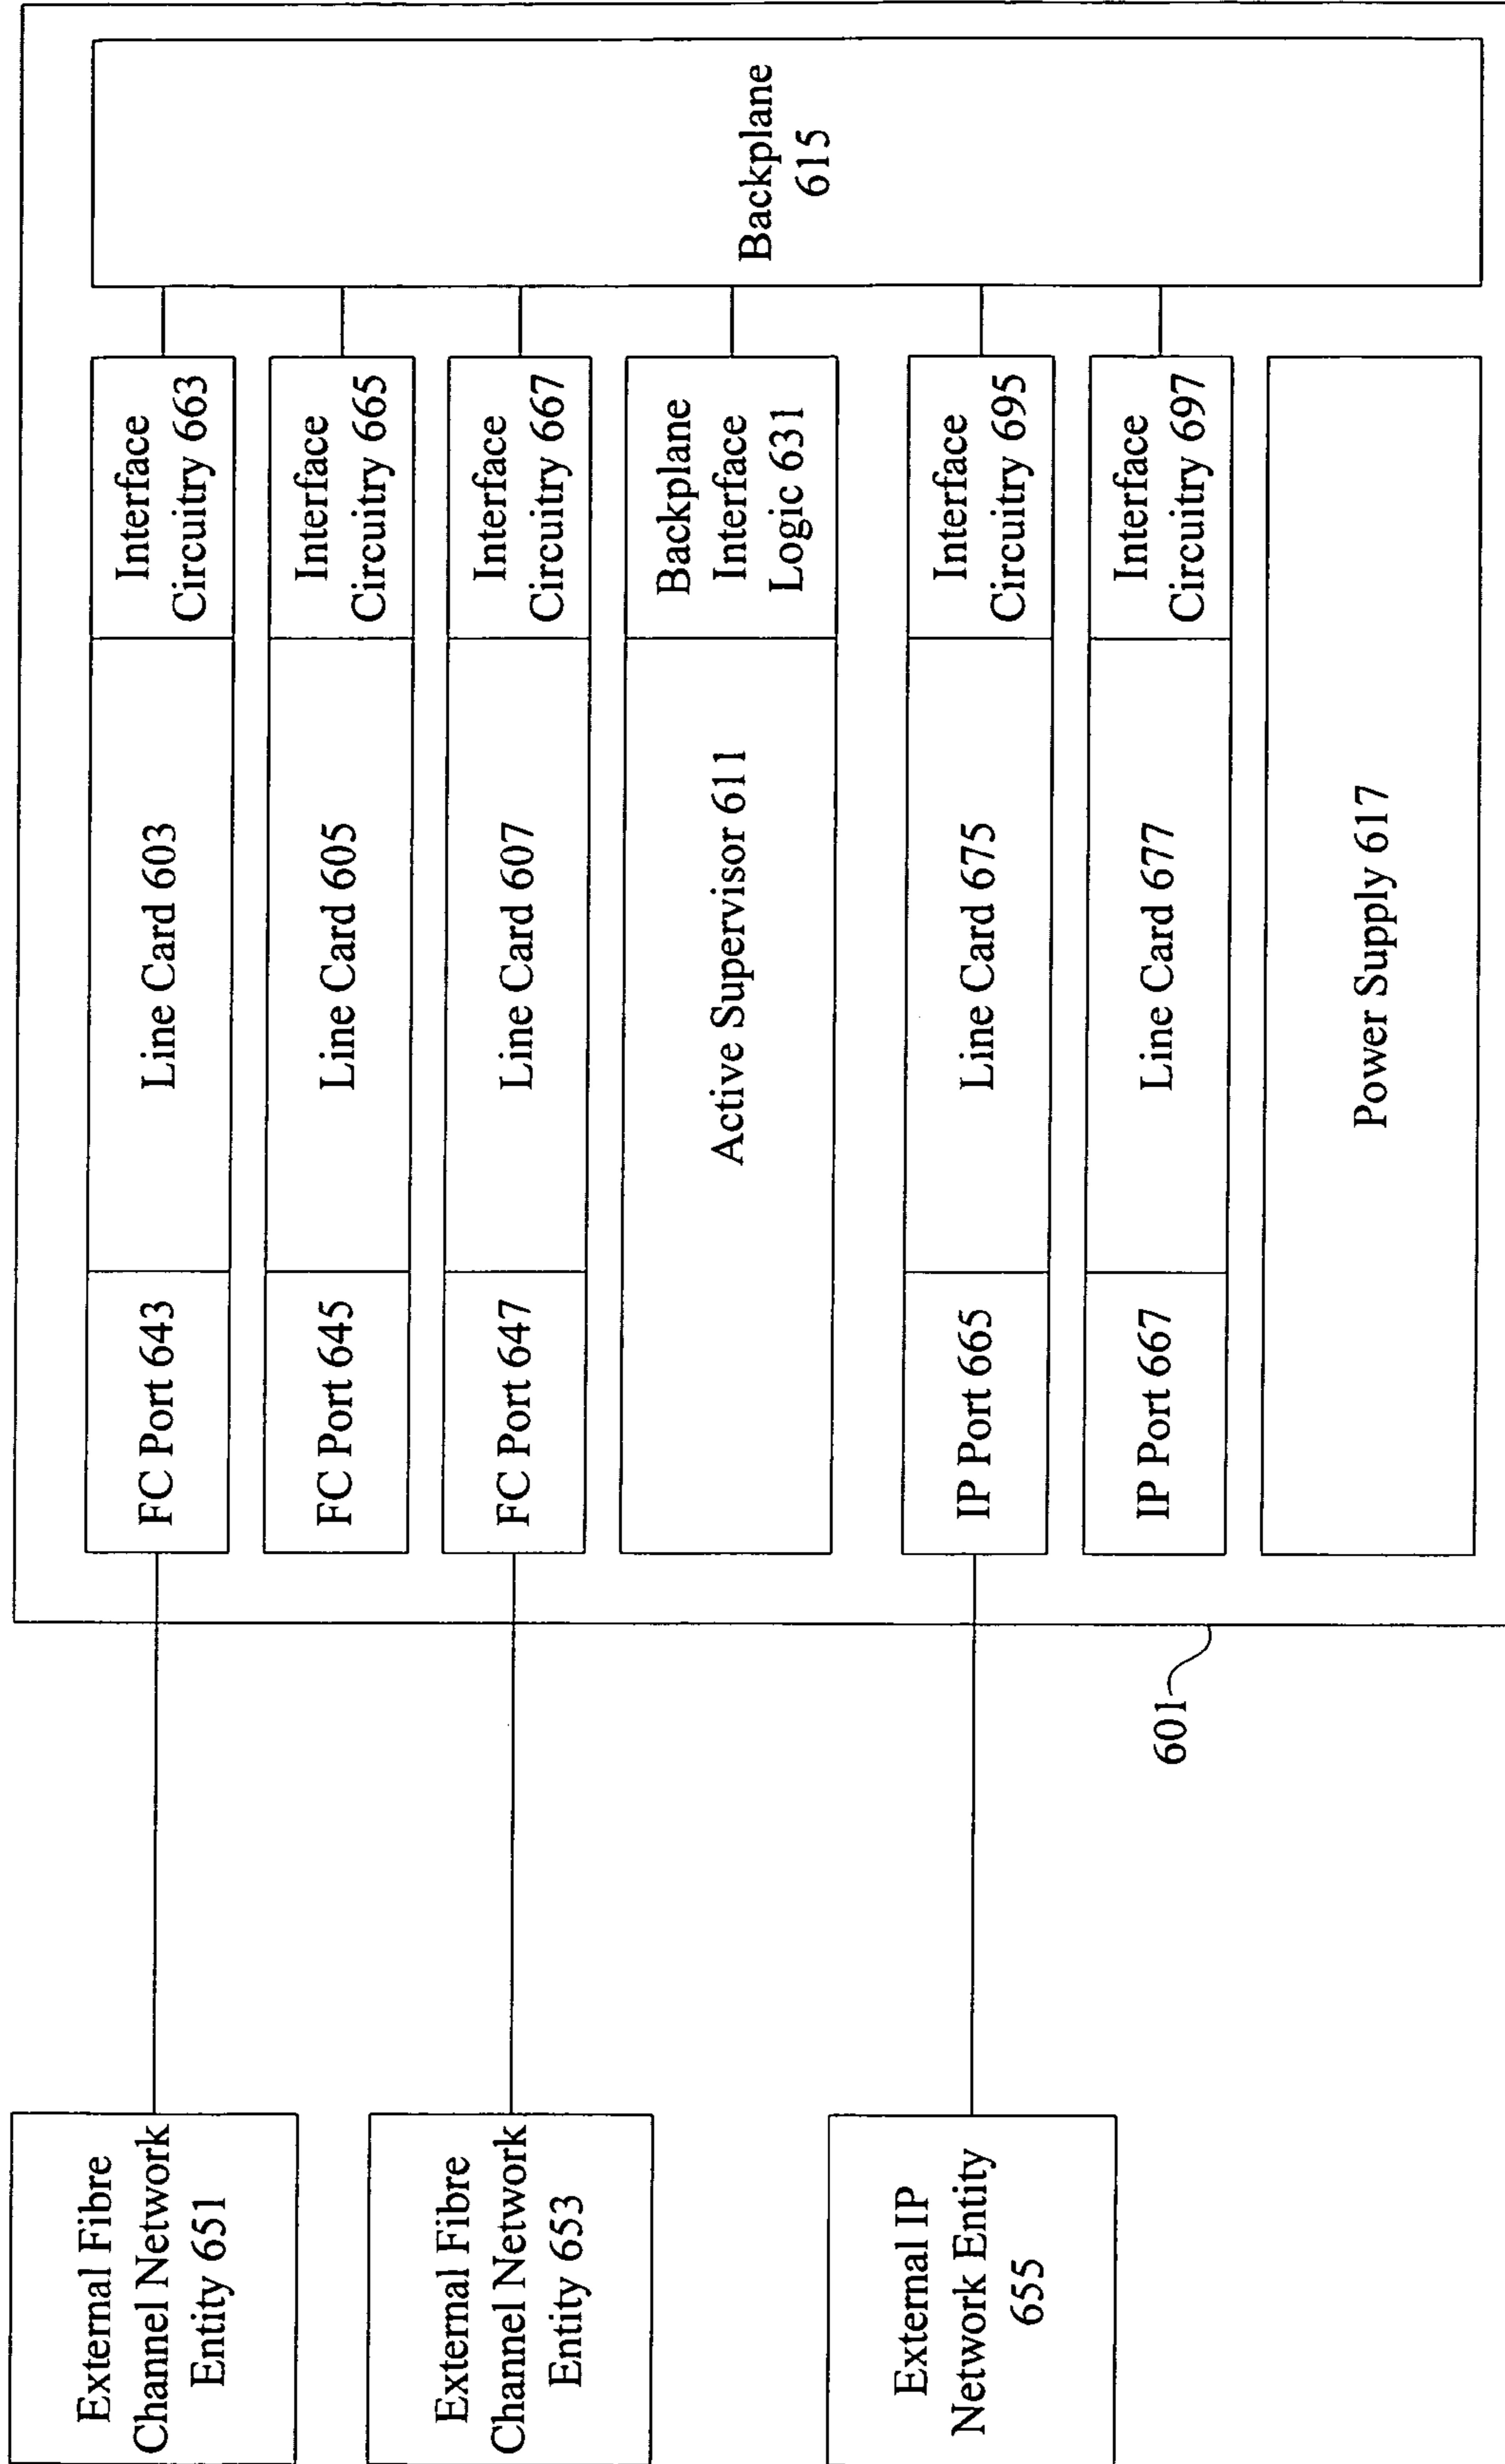 External Fibre
Channel Network
Entity 651
External Fibre
Channel Network
Entity 653
External IP
Network Entity
655
601
FC Port 643
Line Card 603
Interface
Circuitry 663
FC Port 645
Line Card 605
Interface
Circuitry 665
FC Port 647
Line Card 607
Interface
Circuitry 667
Active Supervisor 611
Backplane
Interface
Logic 631
IP Port 665
Line Card 675
Interface
Circuitry 695
IP Port 667
Line Card 677
Interface
Circuitry 697
Power Supply 617
Backplane
615